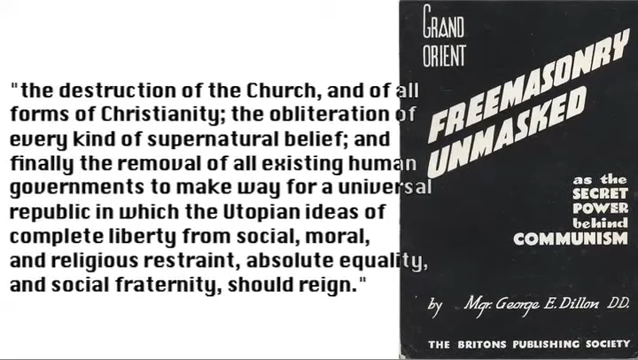 "the destruction of the Church, and of all
forms of Christianity; the obliteration of
every kind of supernatural belief; and
finally the removal of all existing human
governments to make way for a universal
republic in which the Utopian ideas of
complete liberty from social, moral,
and religious restraint, absolute equality,
and social fraternity, should reign."
GRAND
ORIENT
FREEMASONRY
UNMASKED
as the
SECRET
POWER
behind
COMMUNISM
by Mgr. George E. Dillon DD.
THE BRITONS PUBLISHING SOCIETY